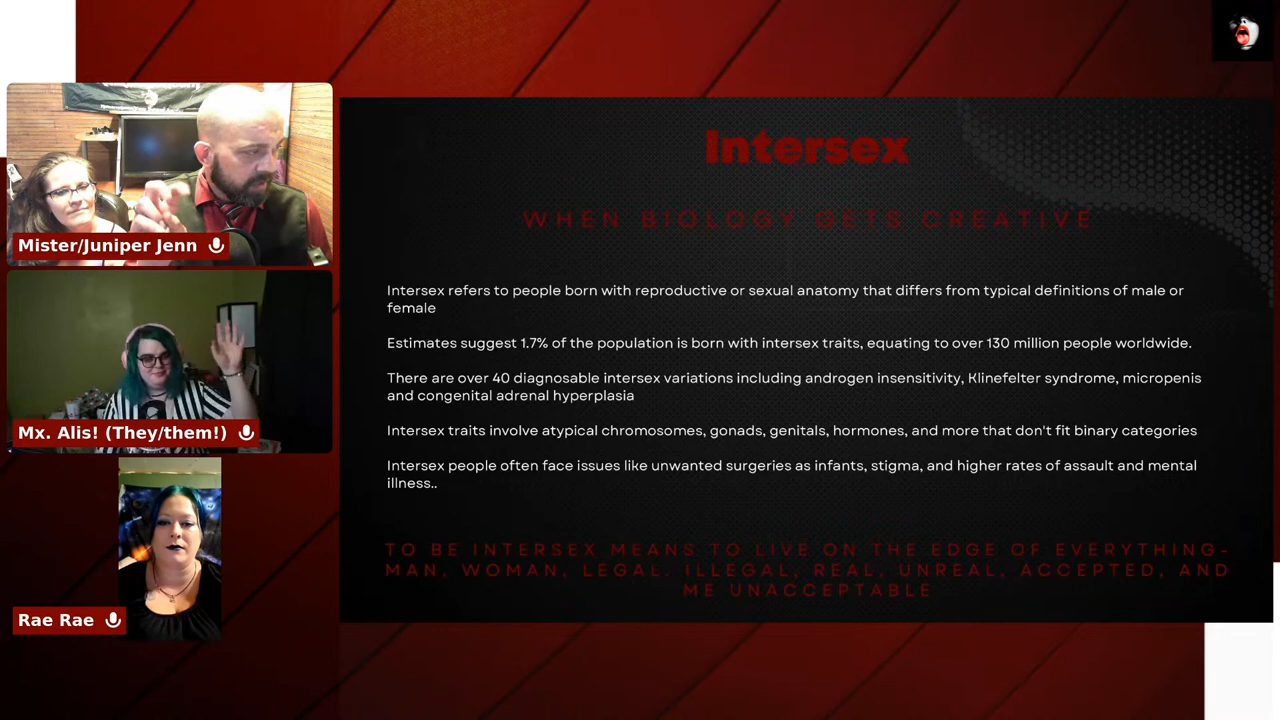 Mister/Juniper Jenn
Mx. Alis! (They/them!)
Rae Rae
Intersex
WHEN BIOLOGY GETS CREATIVE
Intersex refers to people born with reproductive or sexual anatomy that differs from typical definitions of male or
female
Estimates suggest 1.7% of the population is born with intersex traits, equating to over 130 million people worldwide.
There are over 40 diagnosable intersex variations including androgen insensitivity, Klinefelter syndrome, micropenis
and congenital adrenal hyperplasia
Intersex traits involve atypical chromosomes, gonads, genitals, hormones, and more that don't fit binary categories
Intersex people often face issues like unwanted surgeries as infants, stigma, and higher rates of assault and mental
illness..
TO BE INTERSEX MEANS TO LIVE ON THE EDGE OF EVERYTHING-
MAN, WOMAN, LEGAL. ILLEGAL, REAL, UNREAL, ACCEPTED, AND
ME UNACCEPTABLE